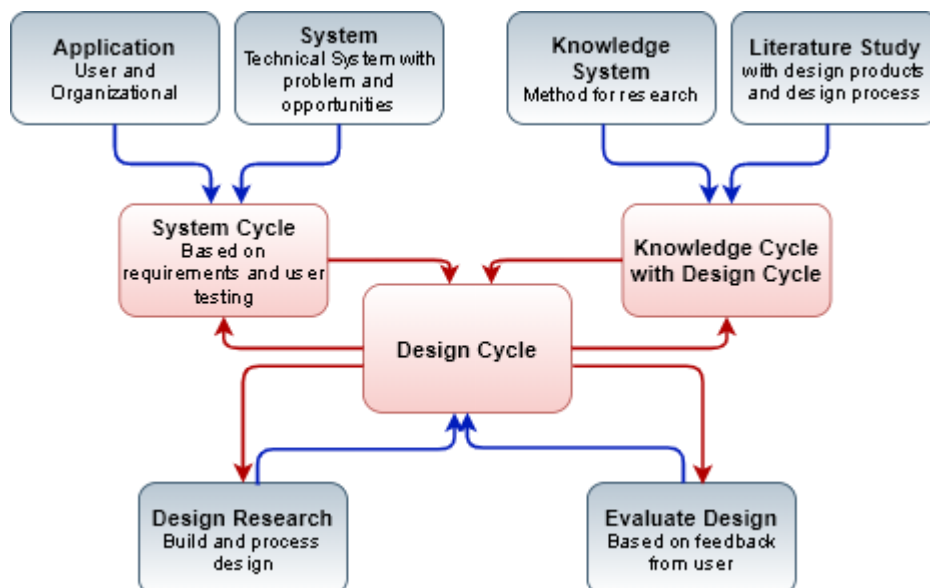 Application
User and
Organizational
System
Technical System with
problem and
opportunities
Knowledge
System
Method for research
Literature Study
with design products
and design process
System Cycle
Based on
requirements and user
testing
Knowledge Cycle
with Design Cycle
Design Cycle
Design Research
Build and process
design
Evaluate Design
Based on feedback
from user